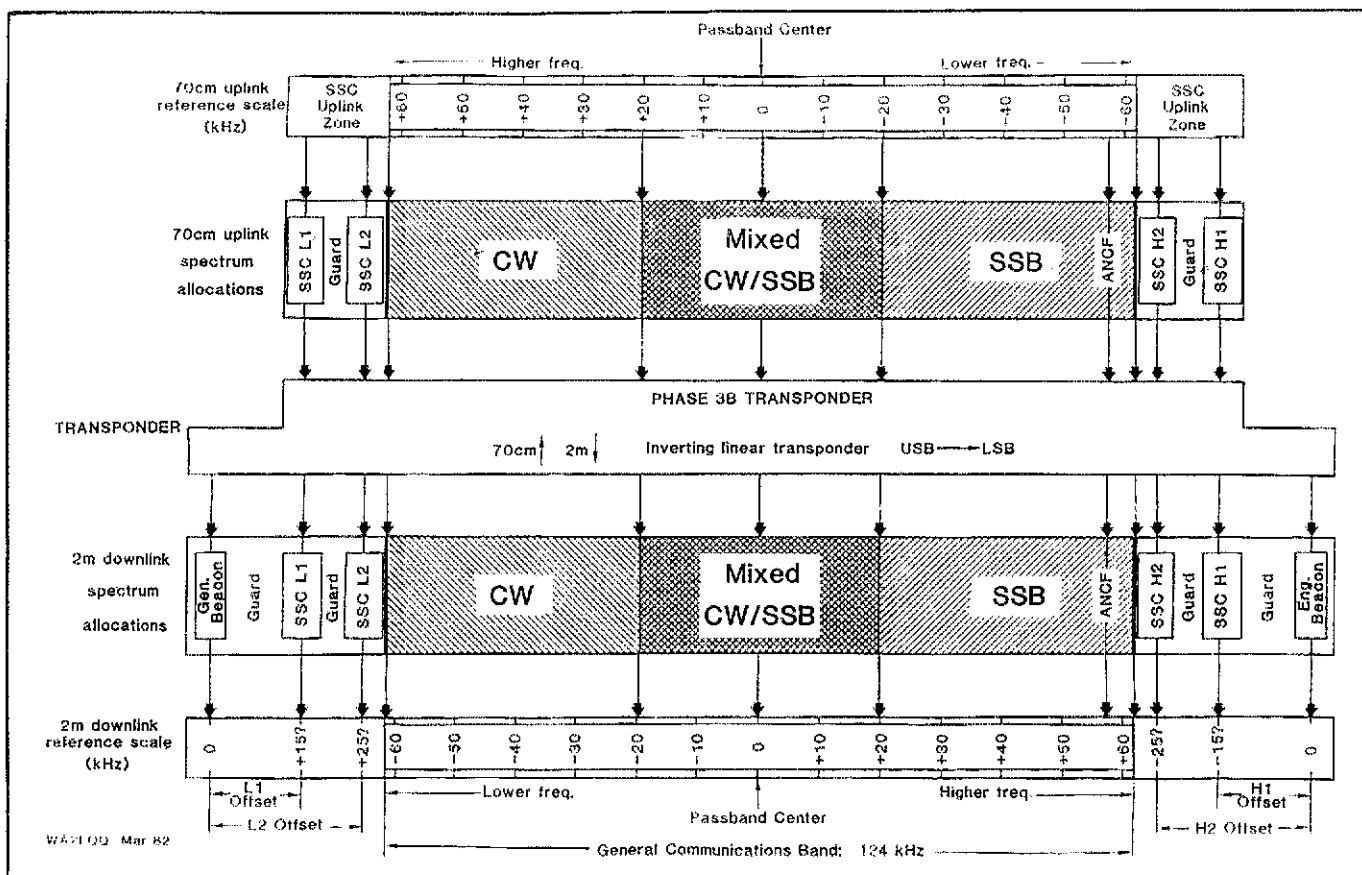 Passband Center
Higher freq.
Lower freq.
70cm uplink
reference scale
(kHz)
SSC
Uplink
Zone
+60
+50
+40
+30
+20
+10
0
-10
-20
-30
-40
-50
-60
SSC
Uplink
Zone
70cm uplink
spectrum
allocations
SSC L1
Guard
SSC L2
CW
Mixed
CW/SSB
SSB
ANCF
SSC H2
Guard
SSC H1
PHASE 3B TRANSPONDER
TRANSPONDER
70cm 2m Inverting linear transponder USB LSB
2m downlink
spectrum
allocations
Gen.
Beacon
Guard
SSC L1
Guard
SSC L2
CW
Mixed
CW/SSB
SSB
ANCF
SSC H2
Guard
SSC H1
Guard
Eng.
Beacon
2m downlink
reference scale
(kHz)
0
+15?
+25?
-60
-50
-40
-30
-20
-10
0
+10
+20
+30
+40
+50
+60
-25?
-15?
0
L1
Offset
L2 Offset
Lower freq.
Passband Center
Higher freq.
H1
Offset
H2 Offset
General Communications Band: 124 kHz
Mar 82